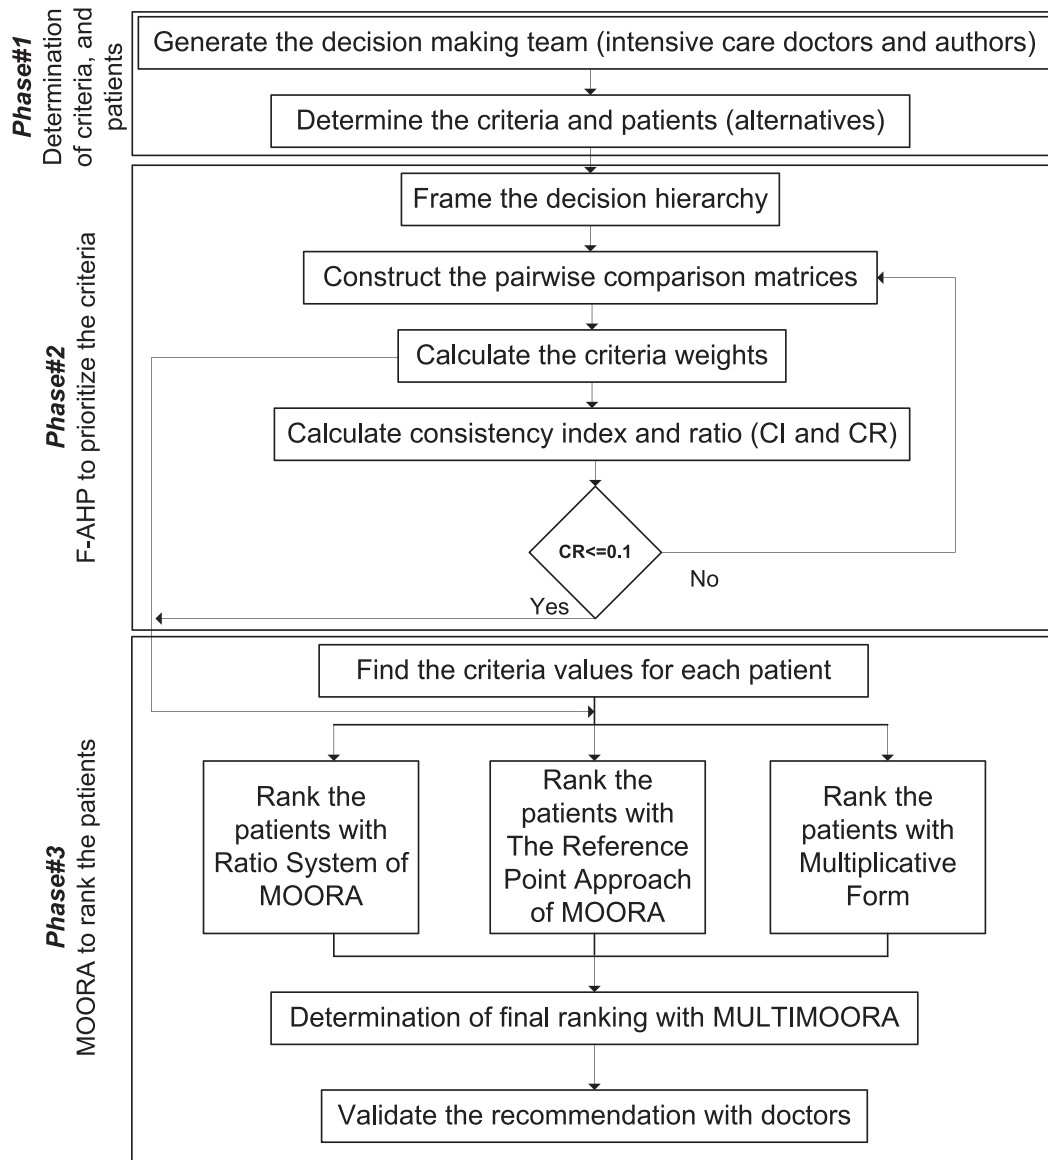 Phase#1
Determination
of criteria, and
patients
Generate the decision making team (intensive care doctors and authors)
Determine the criteria and patients (alternatives)
Phase#2
F-AHP to prioritize the criteria
Frame the decision hierarchy
Construct the pairwise comparison matrices
Calculate the criteria weights
Calculate consistency index and ratio (CI and CR)
CR<=0.1
No
Yes
Phase#3
MOORA to rank the patients
Find the criteria values for each patient
Rank the
patients with
Ratio System of
MOORA
Rank the
patients with
The Reference
Point Approach
of MOORA
Rank the
patients with
Multiplicative
Form
Determination of final ranking with MULTIMOORA
Validate the recommendation with doctors